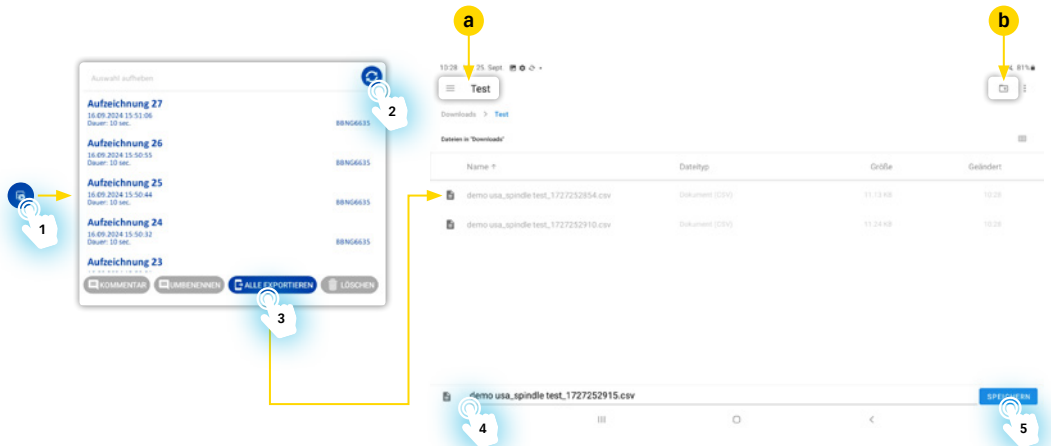 a
b
10:28
25. Sept.
81%
Auswahl aufheben
Test
2
Aufzeichnung 27
16.09.2024 15:51:06
Dauer: 10 sec.
BBNG6635
Downloads > Test
Aufzeichnung 26
16.09.2024 15:50:55
Dauer: 10 sec.
BBNG6635
Dateien in "Downloads"
Name ↑
Dateityp
Größe
Geändert
Aufzeichnung 25
16.09.2024 15:50:44
Dauer: 10 sec.
BBNG6635
demo usa_spindle test_1727252854.csv
Dokument (CSV)
11.13 KB
10:28
1
Aufzeichnung 24
16.09.2024 15:50:32
Dauer: 10 sec.
BBNG6635
demo usa_spindle test_1727252910.csv
Dokument (CSV)
11.24 KB
10:28
Aufzeichnung 23
KOMMENTAR
UMBENENNEN
ALLE EXPORTIEREN
LÖSCHEN
3
demo usa_spindle test_1727252915.csv
SPEICHERN
4
5